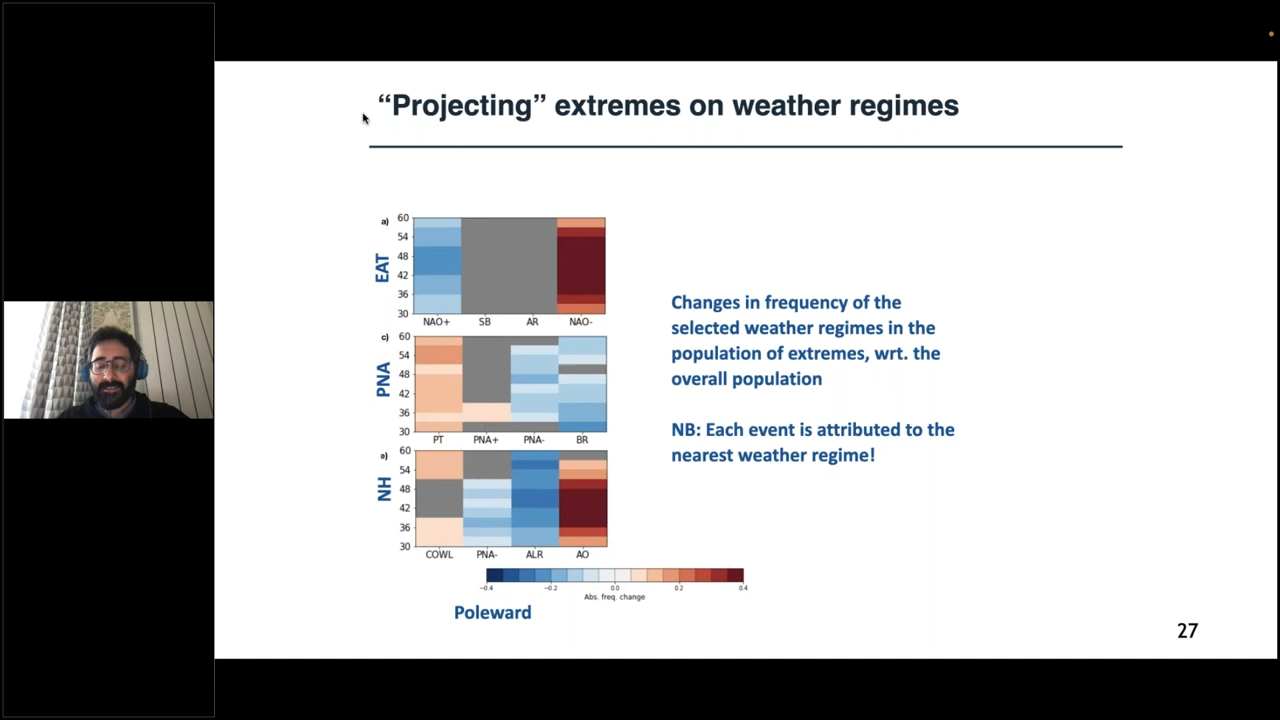 “Projecting” extremes on weather regimes
a)
EAT
60
54
48
42
36
30
NAO+ SB AR NAO-
c)
PNA
60
54
48
42
36
30
PT PNA+ PNA- BR
e)
NH
60
54
48
42
36
30
COWL PNA- ALR AO
−0.4 −0.2 0.0 0.2 0.4
Abs. freq. change
Poleward
Changes in frequency of the
selected weather regimes in the
population of extremes, wrt. the
overall population
NB: Each event is attributed to the
nearest weather regime!
27